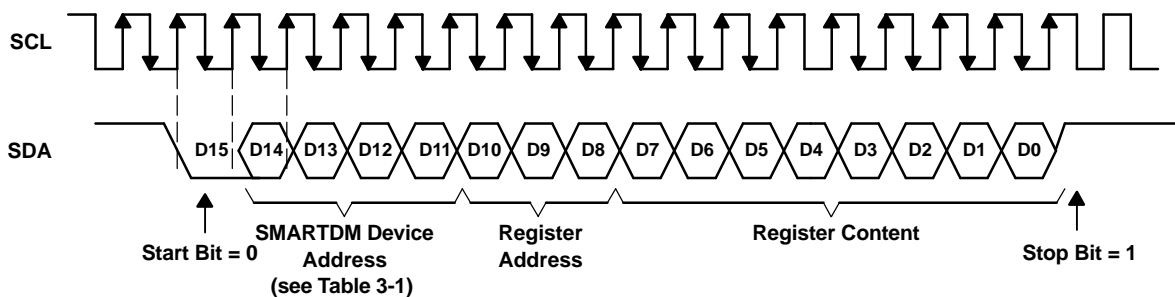 SCL
SDA
D15 D14 D13 D12 D11 D10 D9 D8 D7 D6 D5 D4 D3 D2 D1 D0
Start Bit = 0
SMARTDM Device
Address
(see Table 3-1)
Register
Address
Register Content
Stop Bit = 1